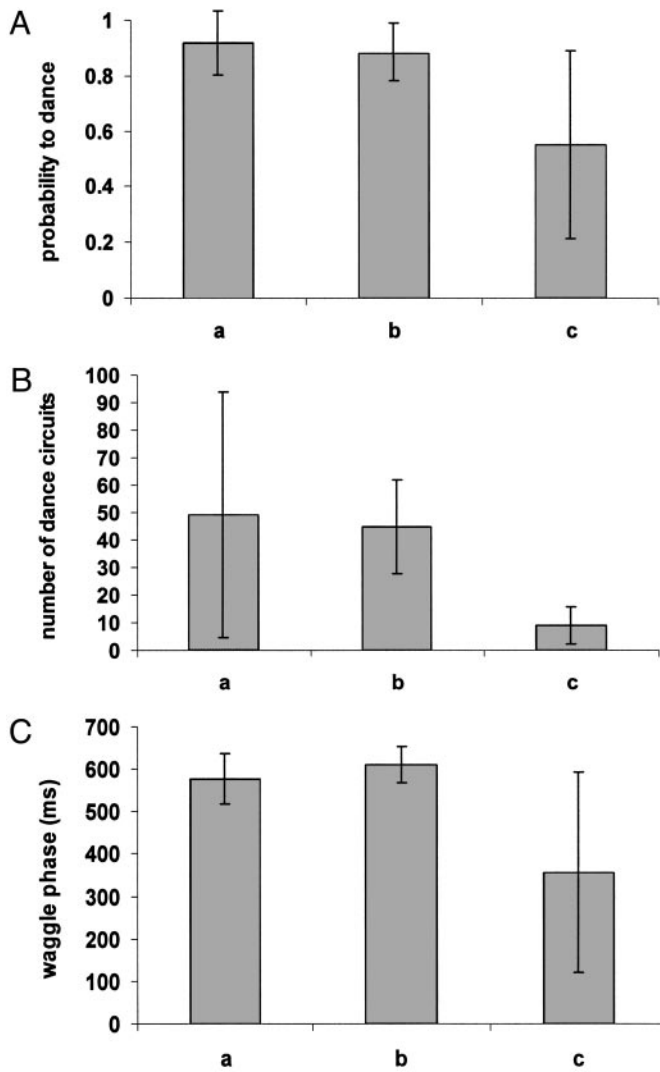 A
probability to dance
1
0.8
0.6
0.4
0.2
0
a b c
B
number of dance circuits
100
90
80
70
60
50
40
30
20
10
0
a b c
C
waggle phase (ms)
700
600
500
400
300
200
100
0
a b c